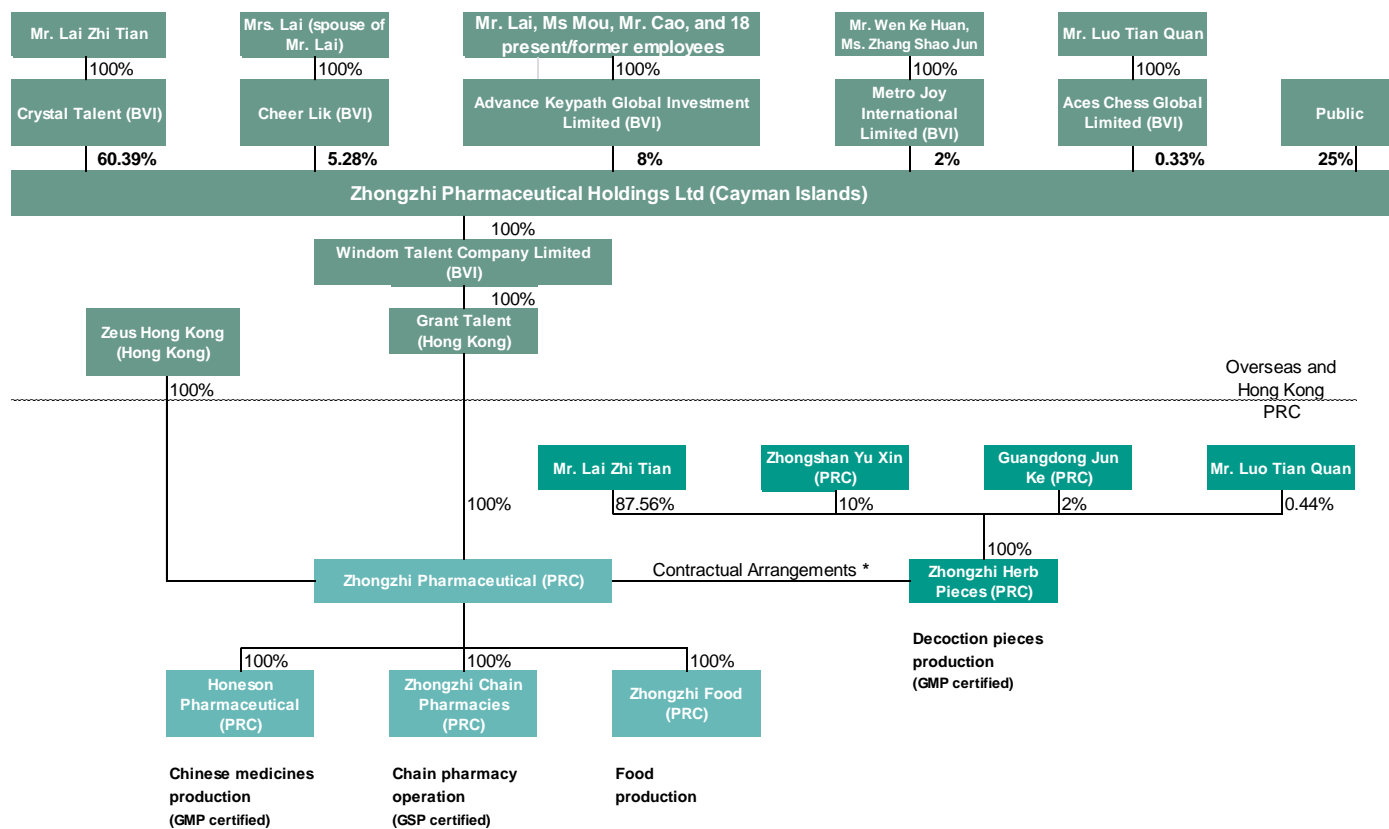 Mr. Lai Zhi Tian
Mrs. Lai (spouse of
Mr. Lai)
Mr. Lai, Ms Mou, Mr. Cao, and 18
present/former employees
Mr. Wen Ke Huan,
Ms. Zhang Shao Jun
Mr. Luo Tian Quan
100%
100%
100%
100%
100%
Crystal Talent (BVI)
Cheer Lik (BVI)
Advance Keypath Global Investment
Limited (BVI)
Metro Joy
International
Limited (BVI)
Aces Chess Global
Limited (BVI)
Public
60.39%
5.28%
8%
2%
0.33%
25%
Zhongzhi Pharmaceutical Holdings Ltd (Cayman Islands)
100%
Windom Talent Company Limited
(BVI)
100%
Zeus Hong Kong
(Hong Kong)
Grant Talent
(Hong Kong)
100%
Overseas and
Hong Kong
PRC
Mr. Lai Zhi Tian
Zhongshan Yu Xin
(PRC)
Guangdong Jun
Ke (PRC)
Mr. Luo Tian Quan
100%
87.56%
10%
2%
0.44%
100%
Zhongzhi Pharmaceutical (PRC)
Contractual Arrangements *
Zhongzhi Herb
Pieces (PRC)
Decoction pieces
production
(GMP certified)
100%
100%
100%
Honeson
Pharmaceutical
(PRC)
Zhongzhi Chain
Pharmacies
(PRC)
Zhongzhi Food
(PRC)
Chinese medicines
production
(GMP certified)
Chain pharmacy
operation
(GSP certified)
Food
production